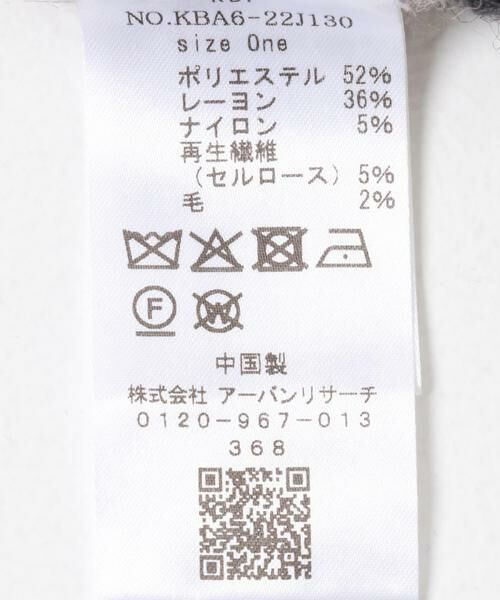 NO.KBA6-22J130
size One
ポリエステル 52%
レーヨン 36%
ナイロン 5%
再生繊維
（セルロース） 5%
毛 2%
F W
中国製
株式会社 アーバンリサーチ
0120-967-013
368